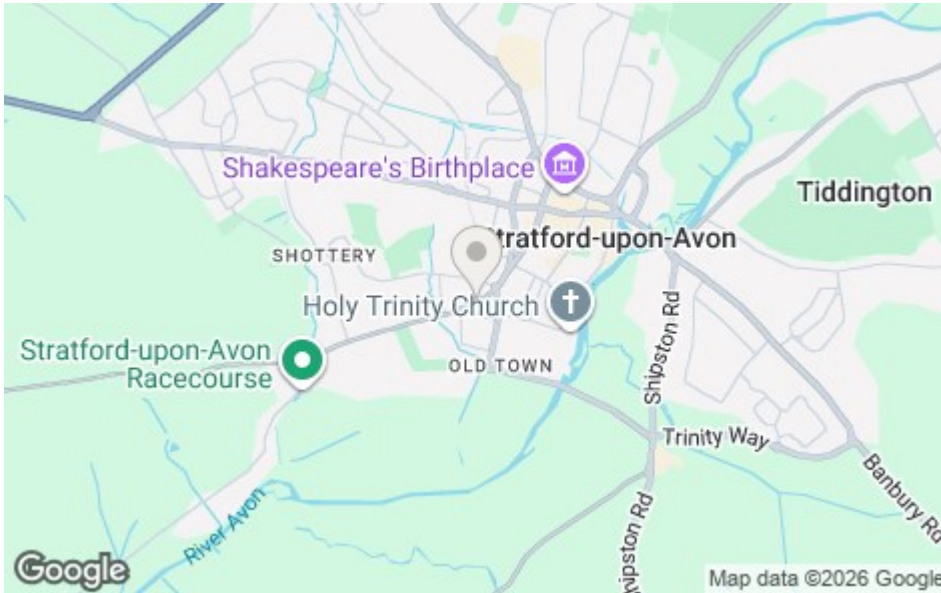 Shakespeare's Birthplace
Tiddington
Stratford-upon-Avon
SHOTTERY
Holy Trinity Church
Stratford-upon-Avon
Racecourse
OLD TOWN
Shipston Rd
Trinity Way
Banbury Rd
River Avon
Shipston Rd
Google
Map data ©2026 Google